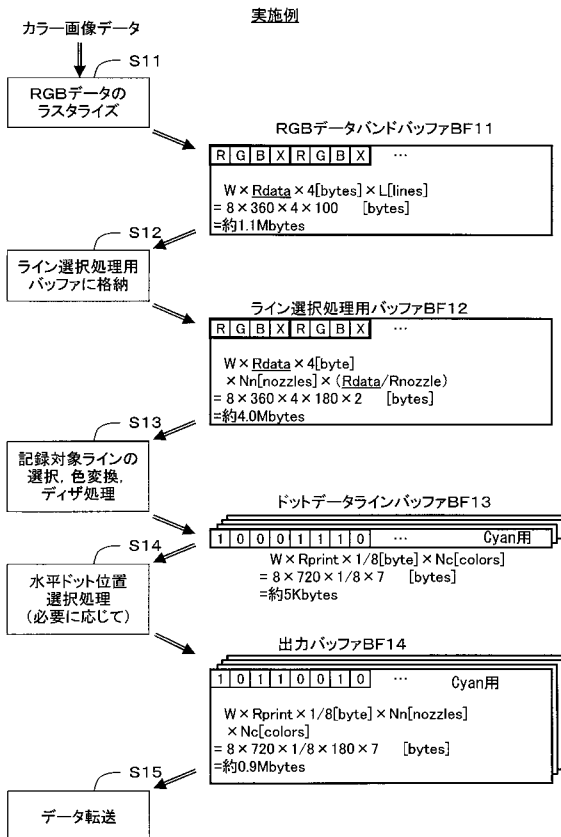 実施例
カラー画像データ
S11
RGBデータの
ラスタライズ
RGBデータバンドバッファBF11
R G B X R G B X …
W×Rdata×4[bytes]×L[lines]
=8×360×4×100 [bytes]
=約1.1Mbytes
S12
ライン選択処理用
バッファに格納
ライン選択処理用バッファBF12
R G B X R G B X …
W×Rdata×4[byte]
×Nn[nozzles]×(Rdata/Rnozzle)
=8×360×4×180×2 [bytes]
=約4.0Mbytes
S13
記録対象ラインの
選択,色変換,
ディザ処理
ドットデータラインバッファBF13
1 0 0 0 1 1 1 0 … Cyan用
W×Rprint×1/8[byte]×Nc[colors]
=8×720×1/8×7 [bytes]
=約5Kbytes
S14
水平ドット位置
選択処理
(必要に応じて)
出力バッファBF14
1 0 1 1 0 0 1 0 … Cyan用
W×Rprint×1/8[byte]×Nn[nozzles]
×Nc[colors]
=8×720×1/8×180×7 [bytes]
=約0.9Mbytes
S15
データ転送